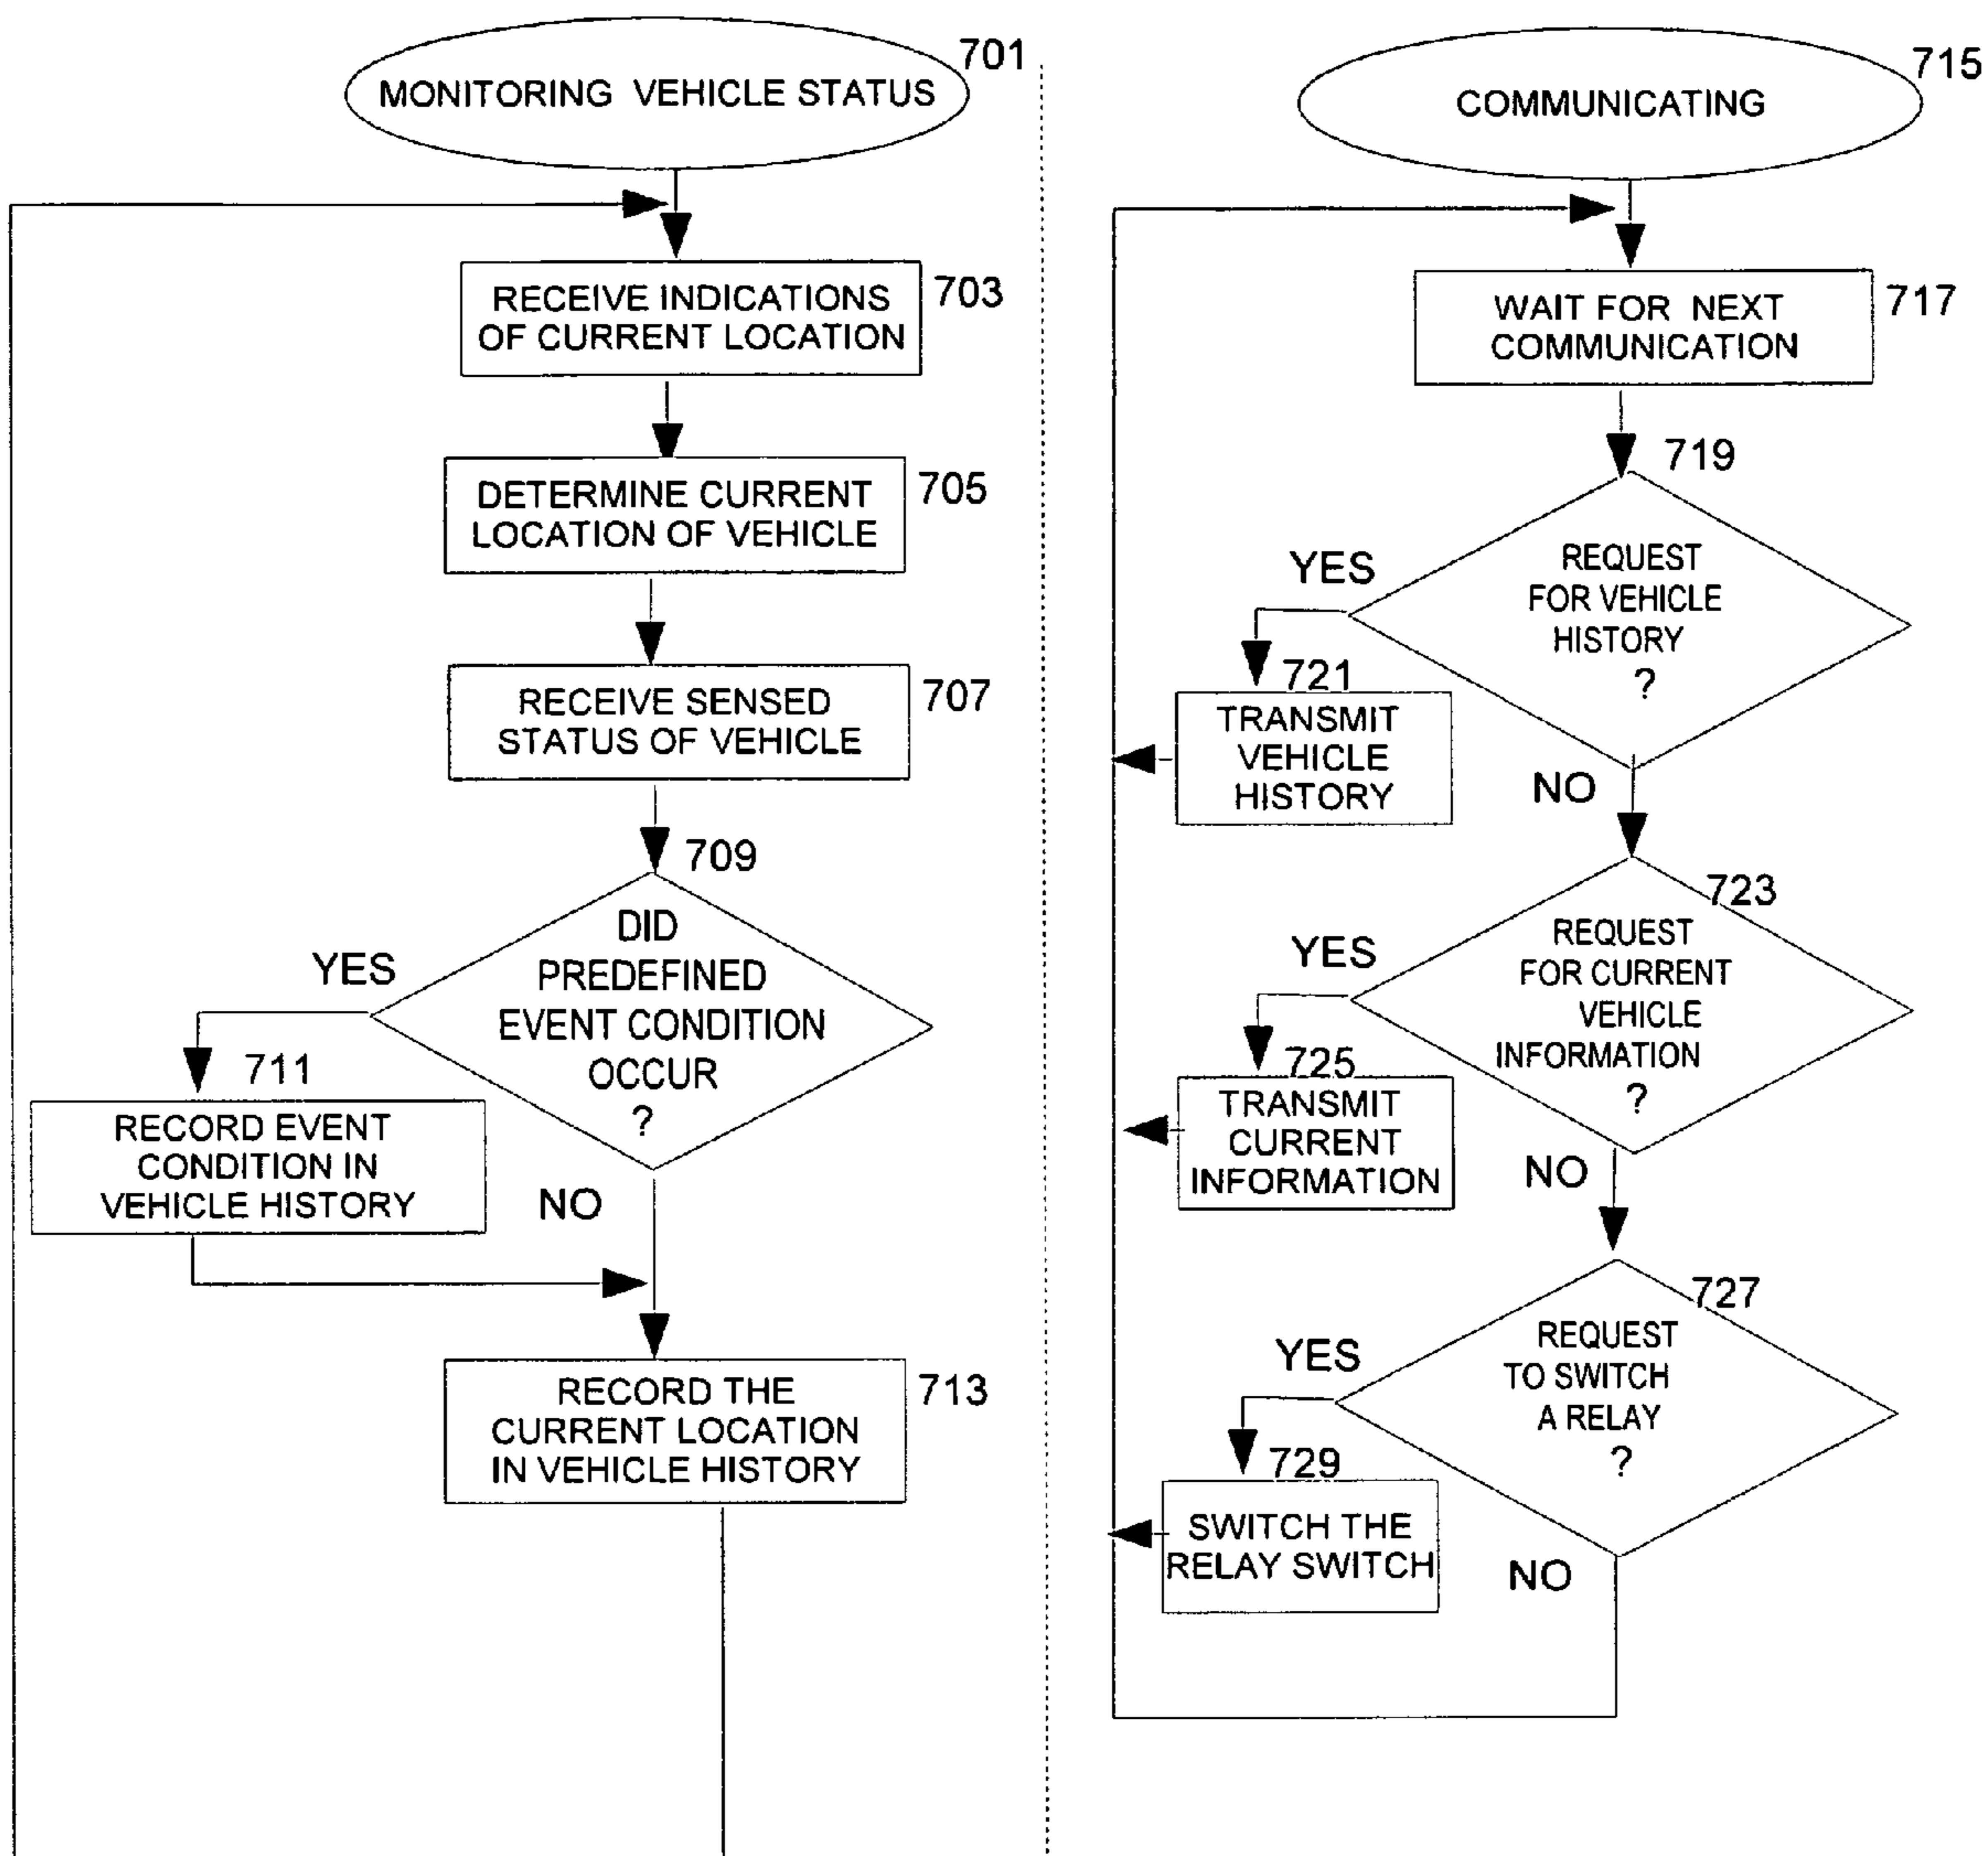 MONITORING VEHICLE STATUS
701
RECEIVE INDICATIONS
OF CURRENT LOCATION
703
DETERMINE CURRENT
LOCATION OF VEHICLE
705
RECEIVE SENSED
STATUS OF VEHICLE
707
709
DID
PREDEFINED
EVENT CONDITION
OCCUR
?
YES
711
RECORD EVENT
CONDITION IN
VEHICLE HISTORY
NO
RECORD THE
CURRENT LOCATION
IN VEHICLE HISTORY
713
COMMUNICATING
715
WAIT FOR NEXT
COMMUNICATION
717
719
REQUEST
FOR VEHICLE
HISTORY
?
YES
721
TRANSMIT
VEHICLE
HISTORY
NO
723
REQUEST
FOR CURRENT
VEHICLE
INFORMATION
?
YES
725
TRANSMIT
CURRENT
INFORMATION
NO
727
REQUEST
TO SWITCH
A RELAY
?
YES
729
SWITCH THE
RELAY SWITCH
NO